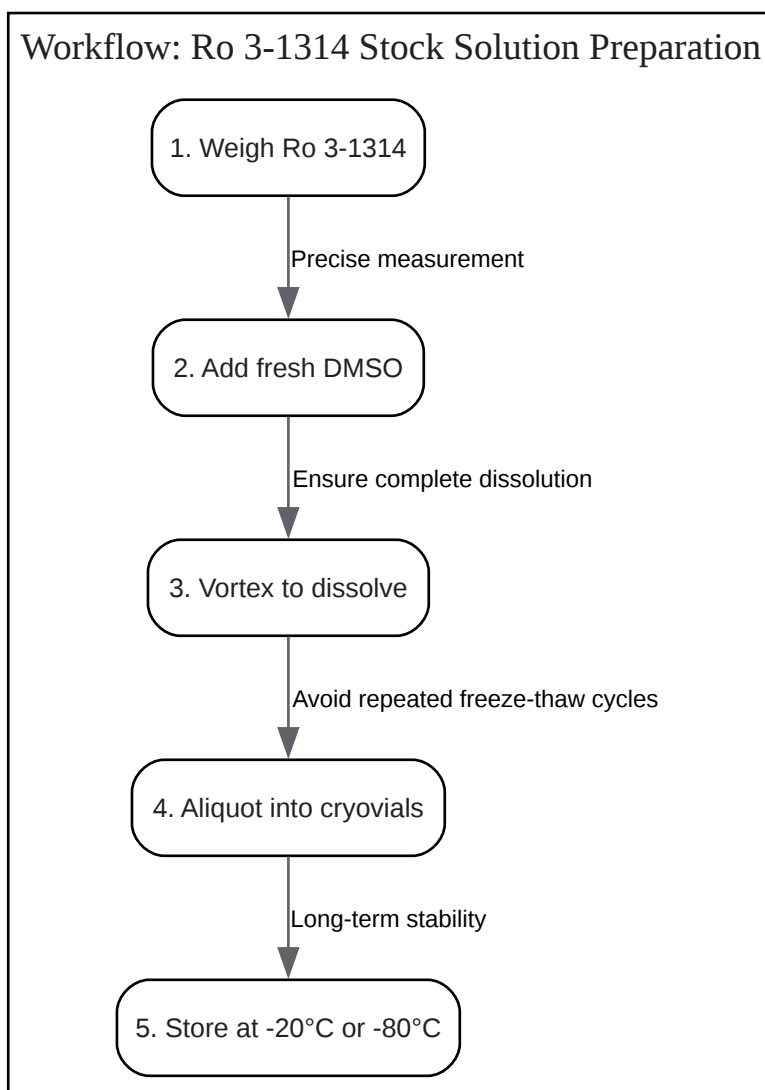 Workflow: Ro 3-1314 Stock Solution Preparation
1. Weigh Ro 3-1314
Precise measurement
2. Add fresh DMSO
Ensure complete dissolution
3. Vortex to dissolve
Avoid repeated freeze-thaw cycles
4. Aliquot into cryovials
Long-term stability
5. Store at -20°C or -80°C